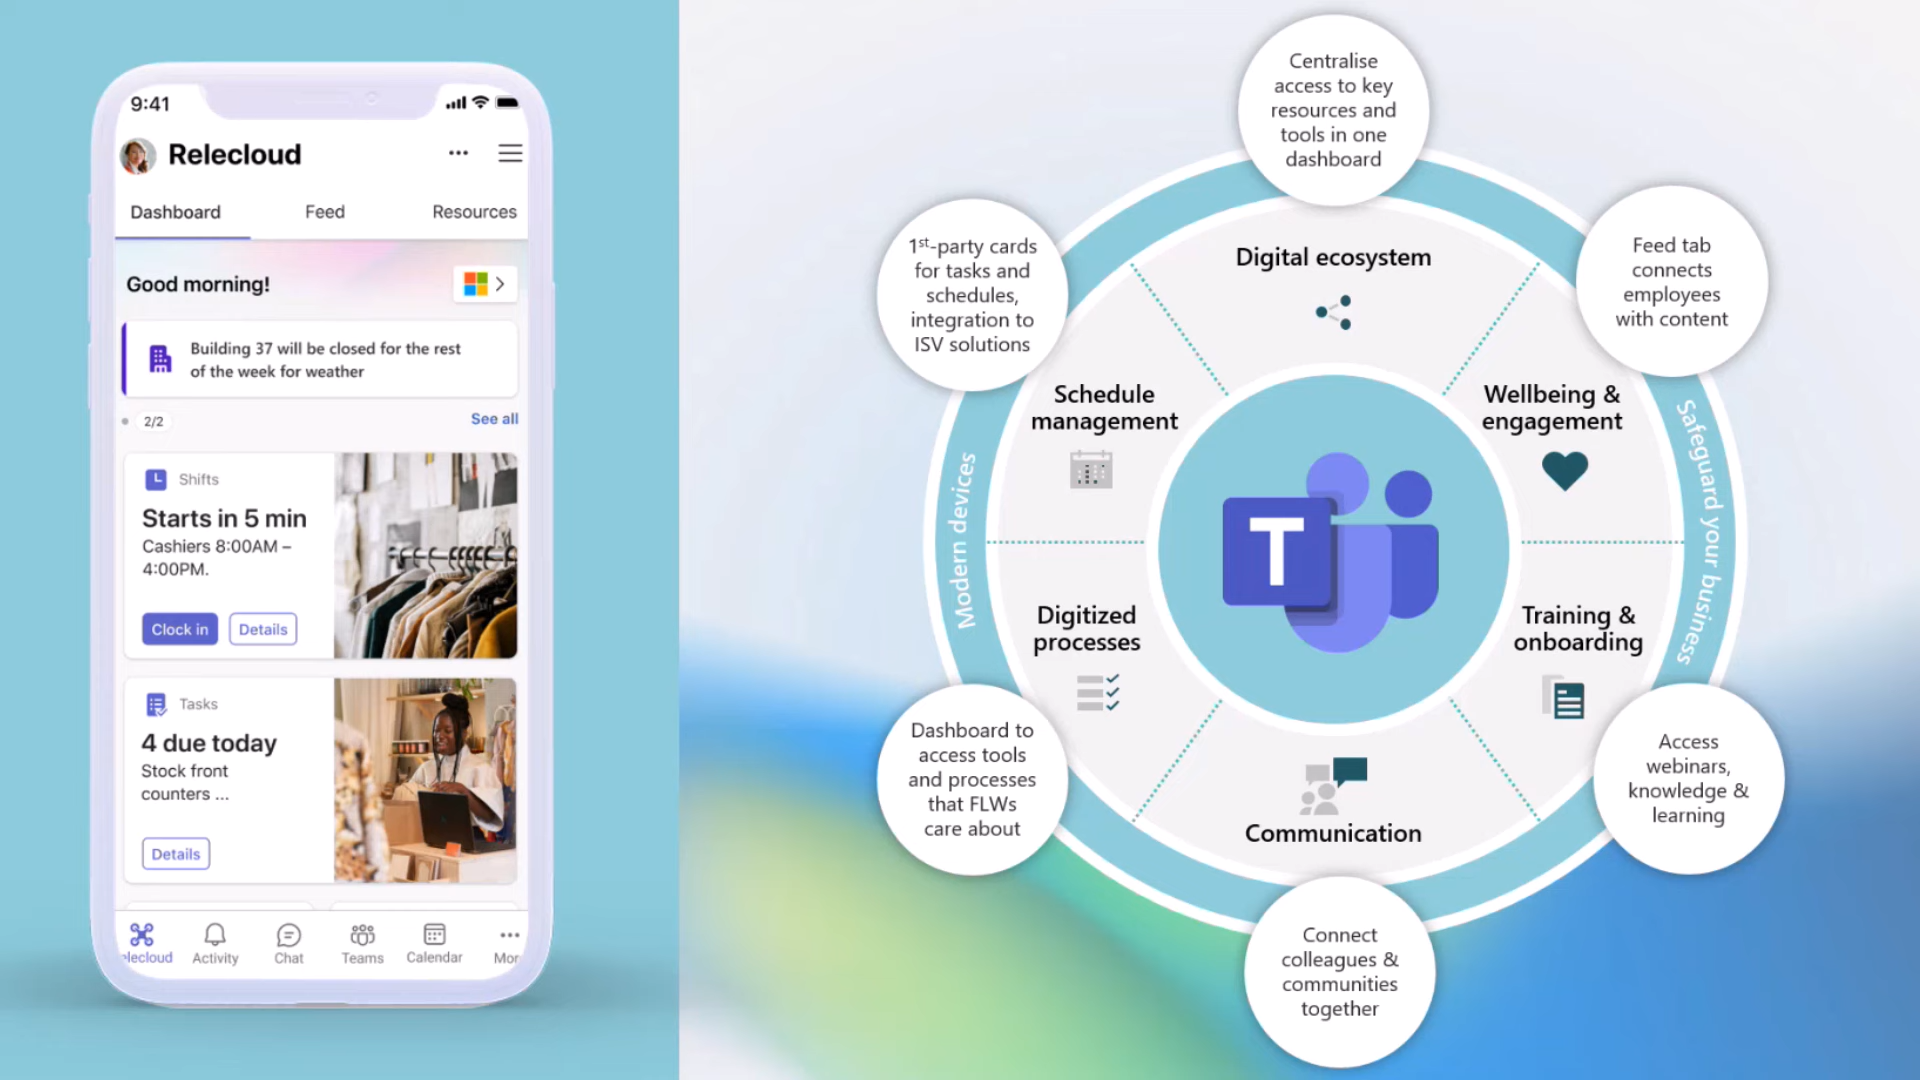 9:41
Relecloud
Dashboard
Feed
Resources
Good morning!
Building 37 will be closed for the rest
of the week for weather
2/2
See all
Shifts
Starts in 5 min
Cashiers 8:00AM –
4:00PM.
Clock in
Details
Tasks
4 due today
Stock front
counters ...
Details
elecloud
Activity
Chat
Teams
Calendar
Mor
Centralise
access to key
resources and
tools in one
dashboard
1st-party cards
for tasks and
schedules,
integration to
ISV solutions
Feed tab
connects
employees
with content
Digital ecosystem
Schedule
management
Wellbeing &
engagement
Modern devices
Safeguard your business
T
Digitized
processes
Training &
onboarding
Dashboard to
access tools
and processes
that FLWs
care about
Access
webinars,
knowledge &
learning
Communication
Connect
colleagues &
communities
together